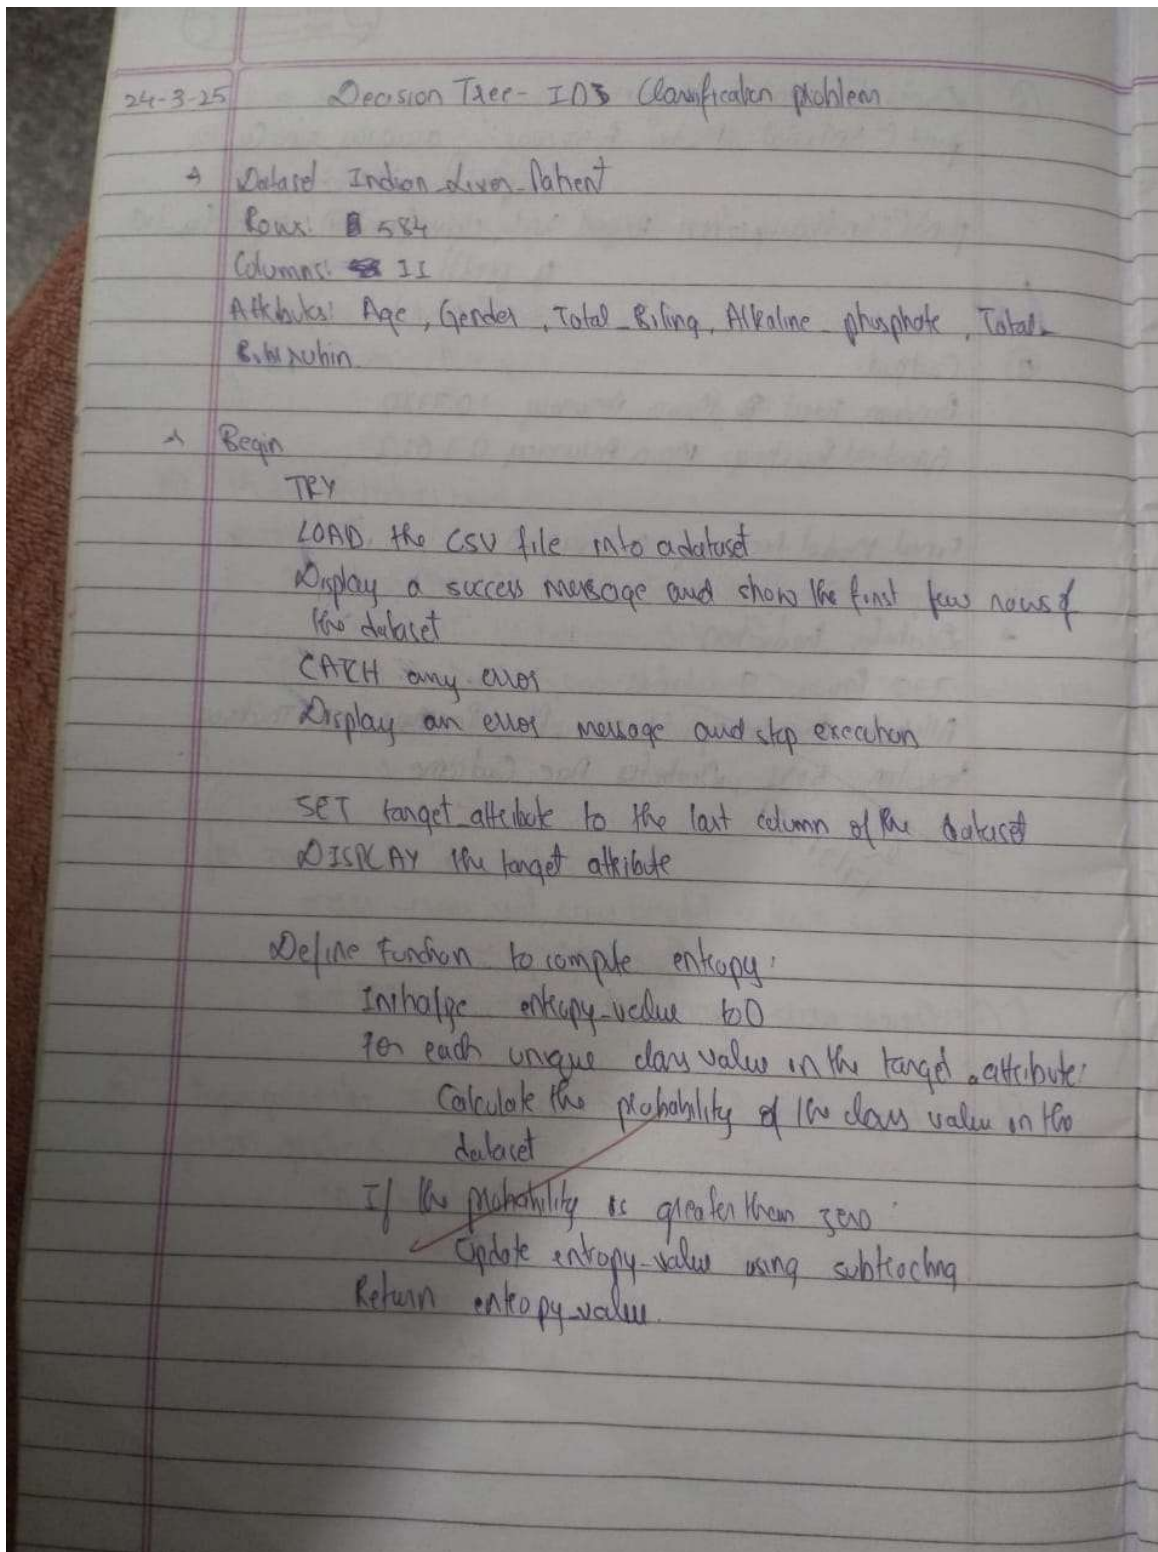 24-3-25 Decision Tree - ID3 Classification problem
→ Dataset Indian_Liver_Patient
Rows: 584
Columns: 11
Attributes: Age, Gender, Total_Biling, Alkaline_phosphate, Total_
Bilirubin
→ Begin
TRY
LOAD the CSV file into a dataset
Display a success message and show the first few rows of
the dataset
CATCH any error
Display an error message and stop execution
SET target_attribute to the last column of the dataset
DISPLAY the target attribute
Define Function to compute entropy:
Initialize entropy_value to 0
for each unique class value in the target_attribute:
Calculate the probability of the class value in the
dataset
If the probability is greater than zero:
Update entropy_value using subtracting
Return entropy_value.